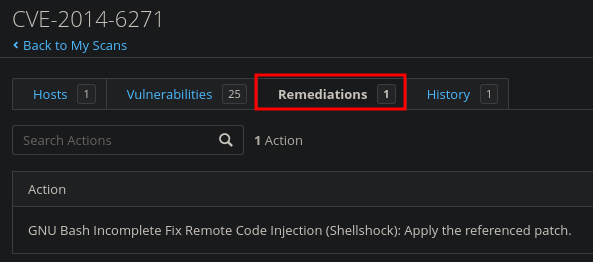 CVE-2014-6271
‹ Back to My Scans
Hosts 1 Vulnerabilities 25 Remediations 1 History 1
Search Actions 1 Action
Action
GNU Bash Incomplete Fix Remote Code Injection (Shellshock): Apply the referenced patch.